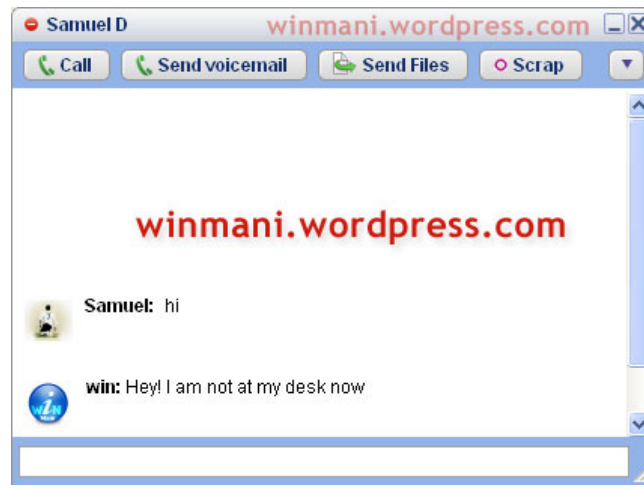 Samuel D
winmani.wordpress.com
Call Send voicemail Send Files Scrap
winmani.wordpress.com
Samuel: hi
win: Hey! I am not at my desk now
WiN